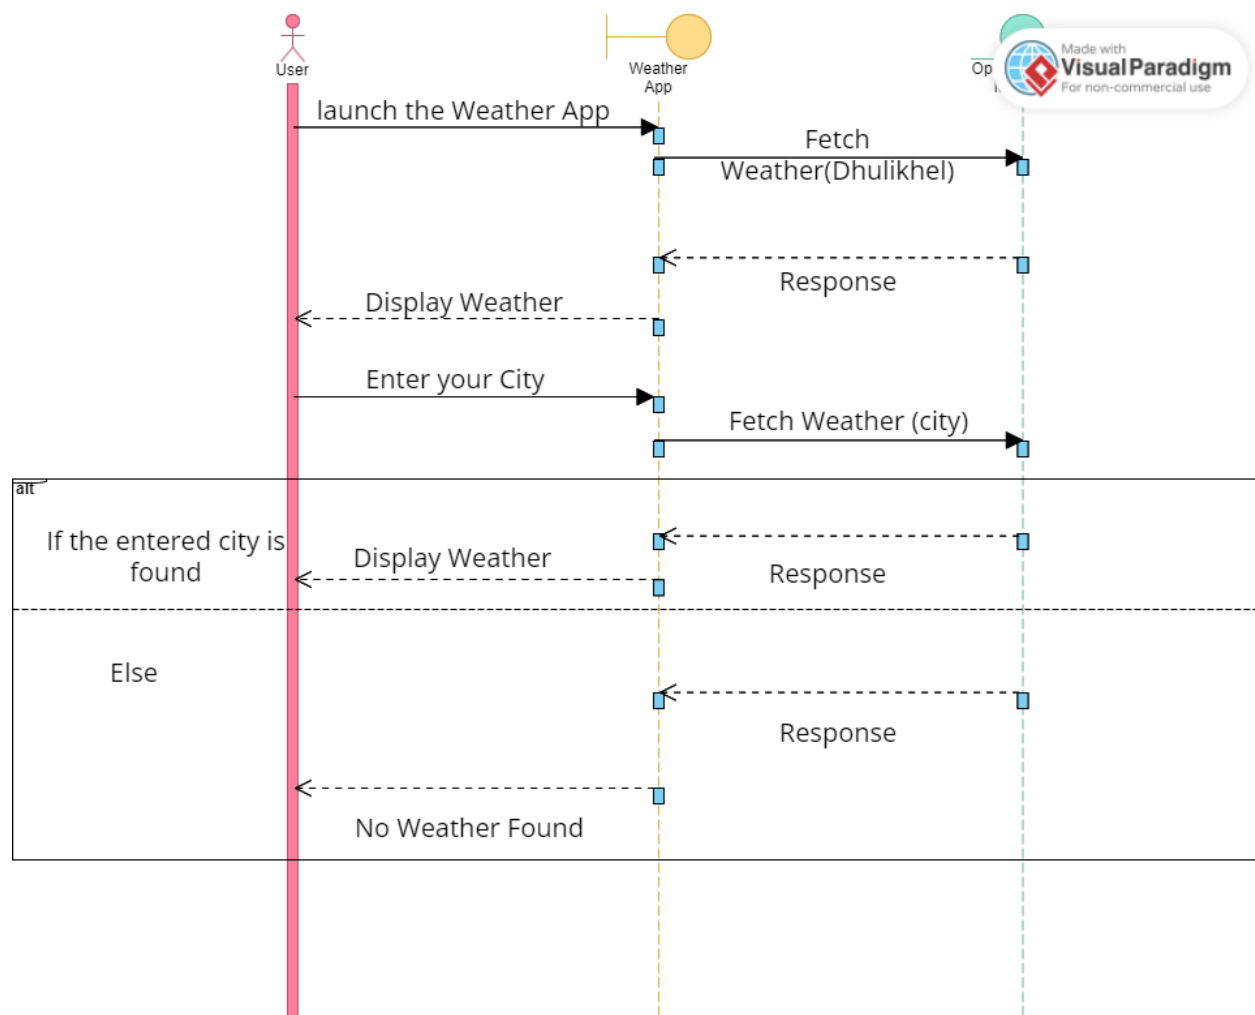 User
Weather
App
Op
Made with
Visual Paradigm
For non-commercial use
launch the Weather App
Fetch
Weather(Dhulikhel)
Response
Display Weather
Enter your City
Fetch Weather (city)
alt
If the entered city is
found
Display Weather
Response
Else
Response
No Weather Found